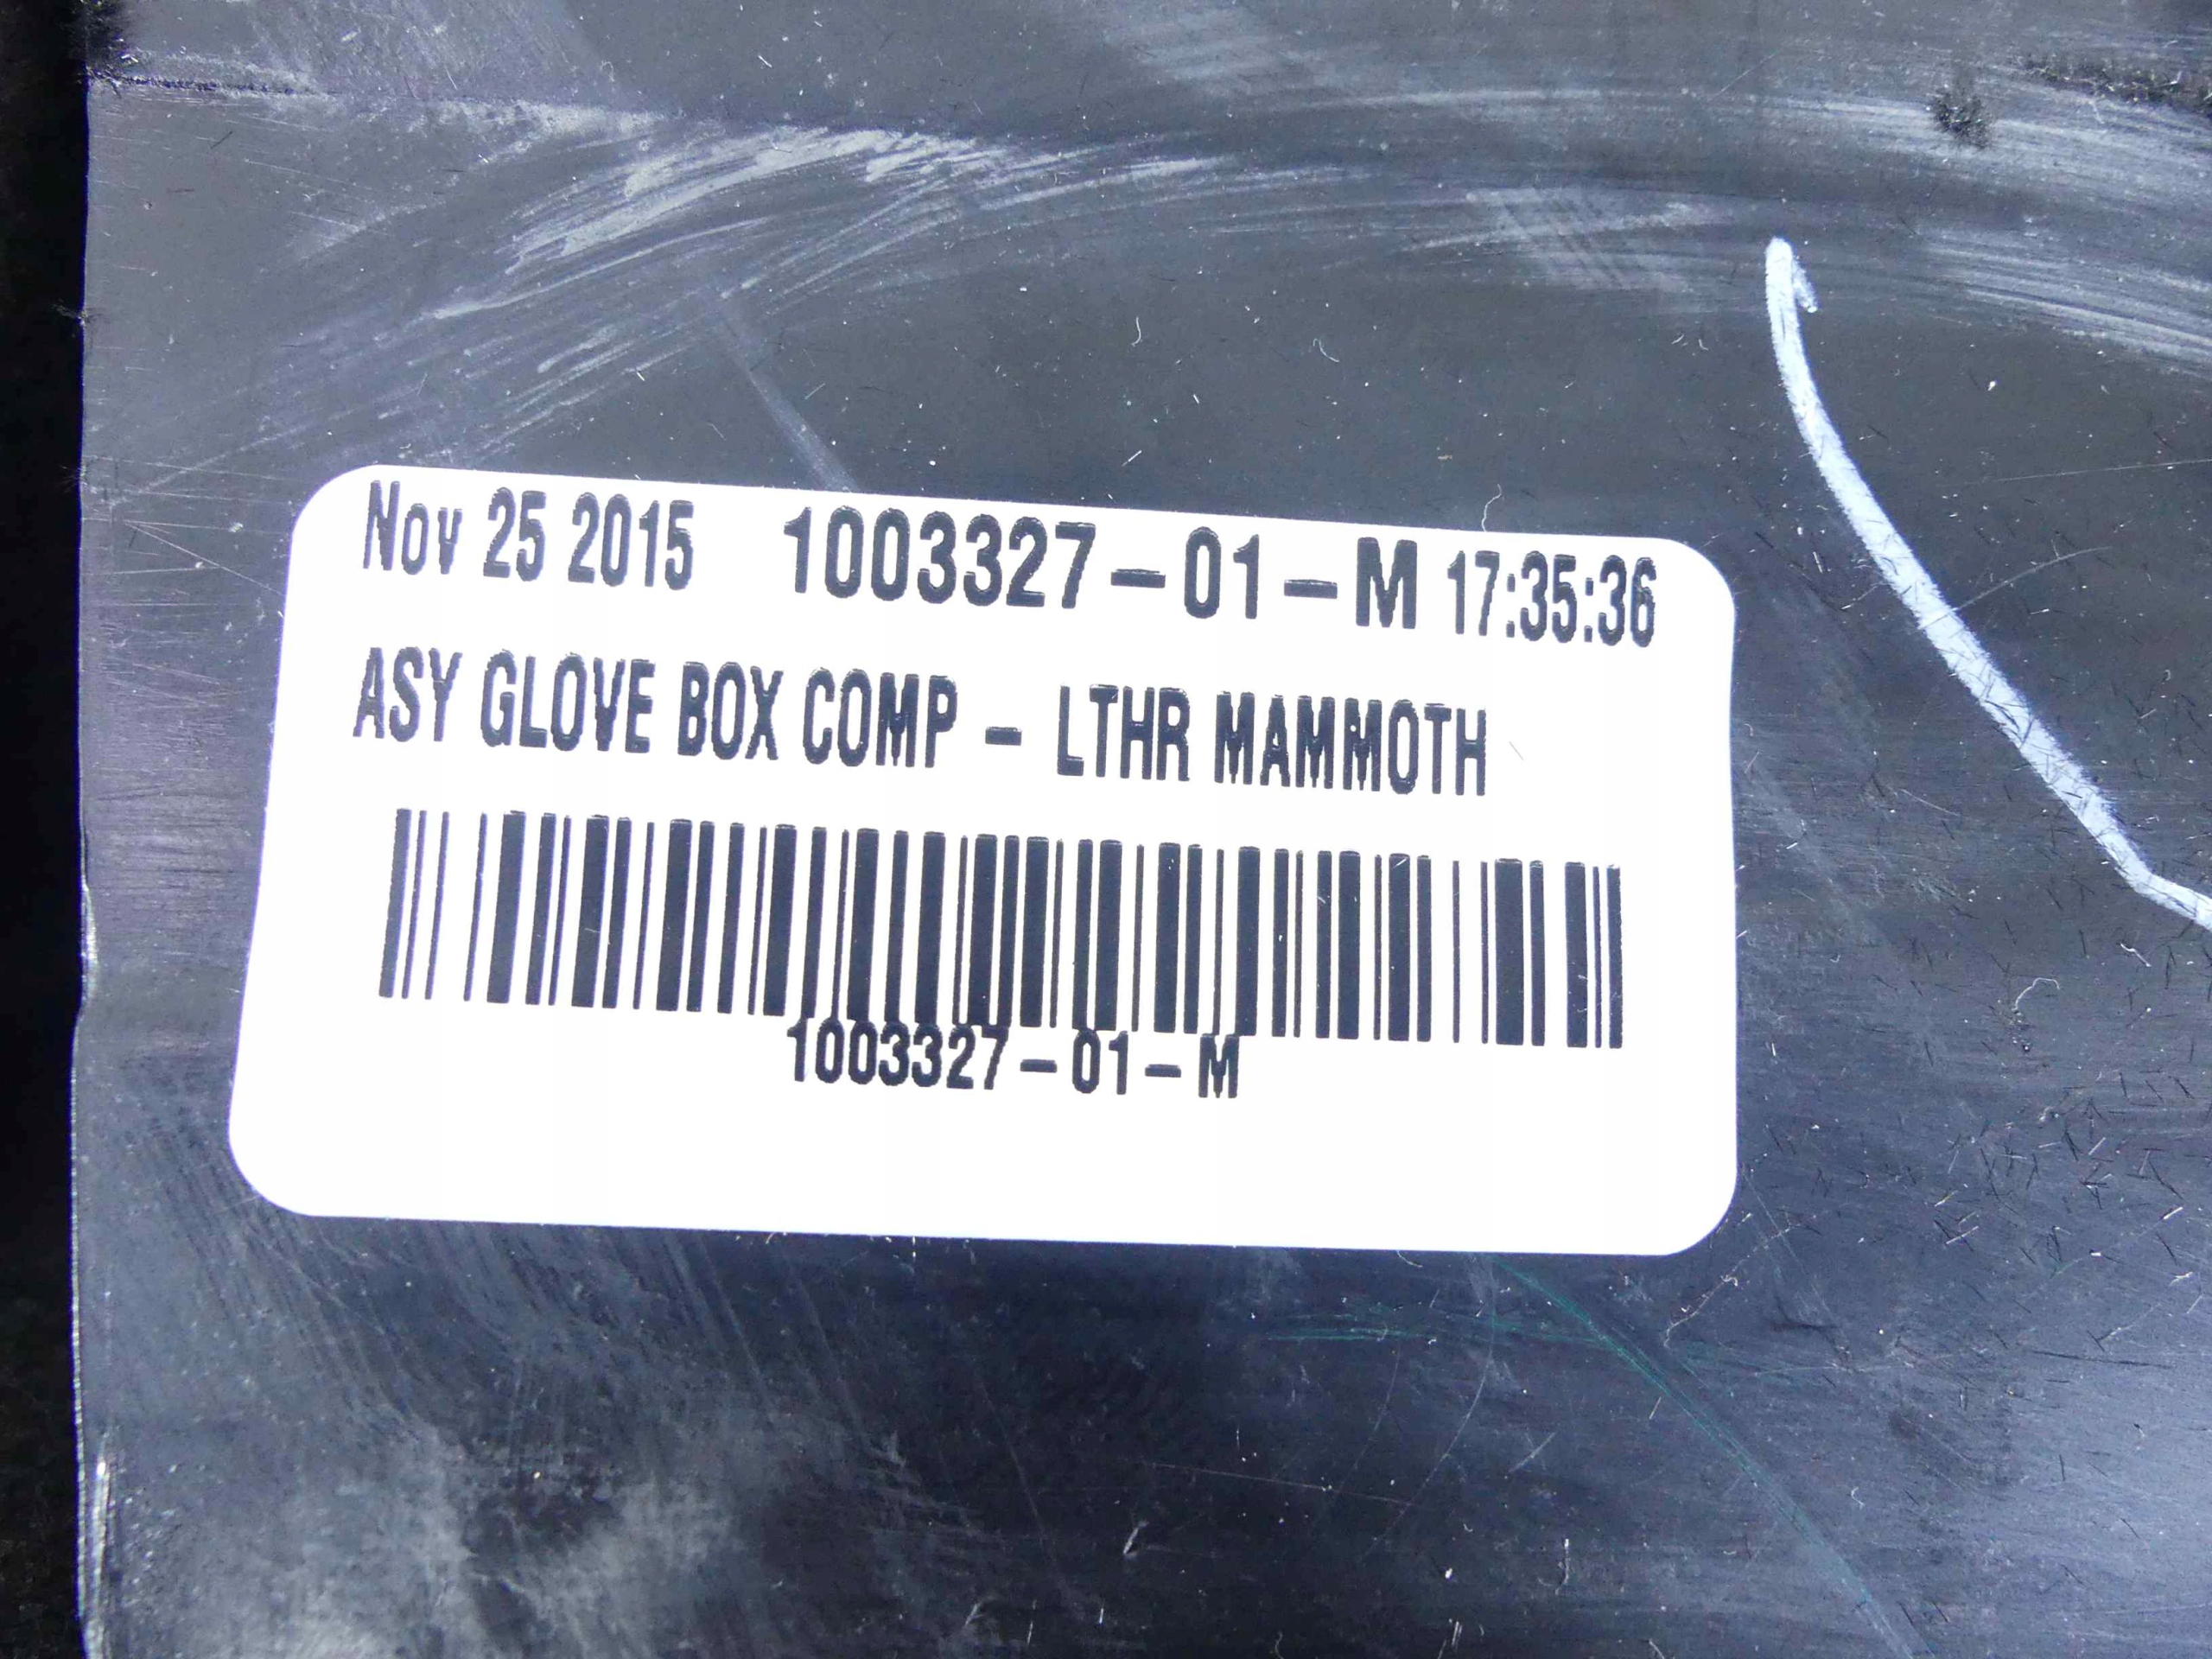 Nov 25 2015 1003327-01-M 17:35:36
ASY GLOVE BOX COMP - LTHR MAMMOTH
1003327-01-M